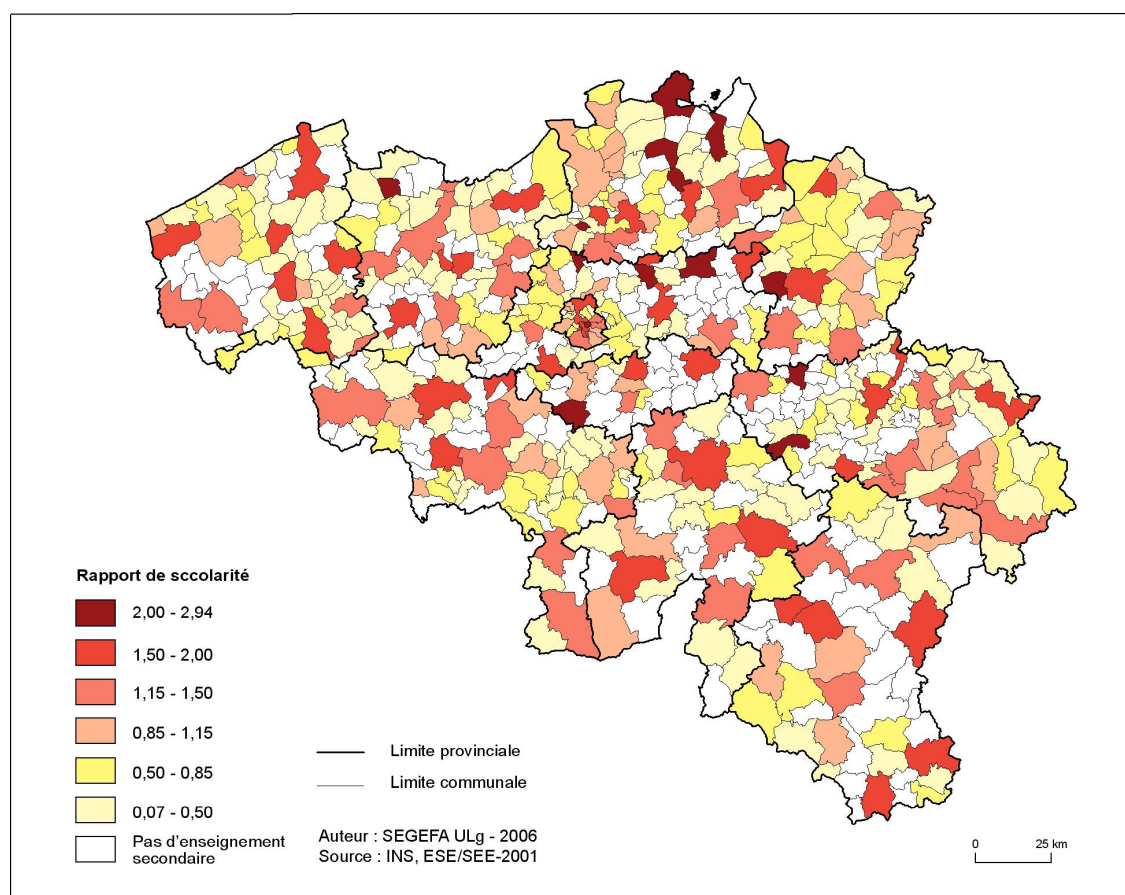 Rapport de sccolarité
2,00 - 2,94
1,50 - 2,00
1,15 - 1,50
0,85 - 1,15
0,50 - 0,85
0,07 - 0,50
Pas d'enseignement
secondaire
Limite provinciale
Limite communale
Auteur : SEGEFA ULg - 2006
Source : INS, ESE/SEE-2001
0 25 km